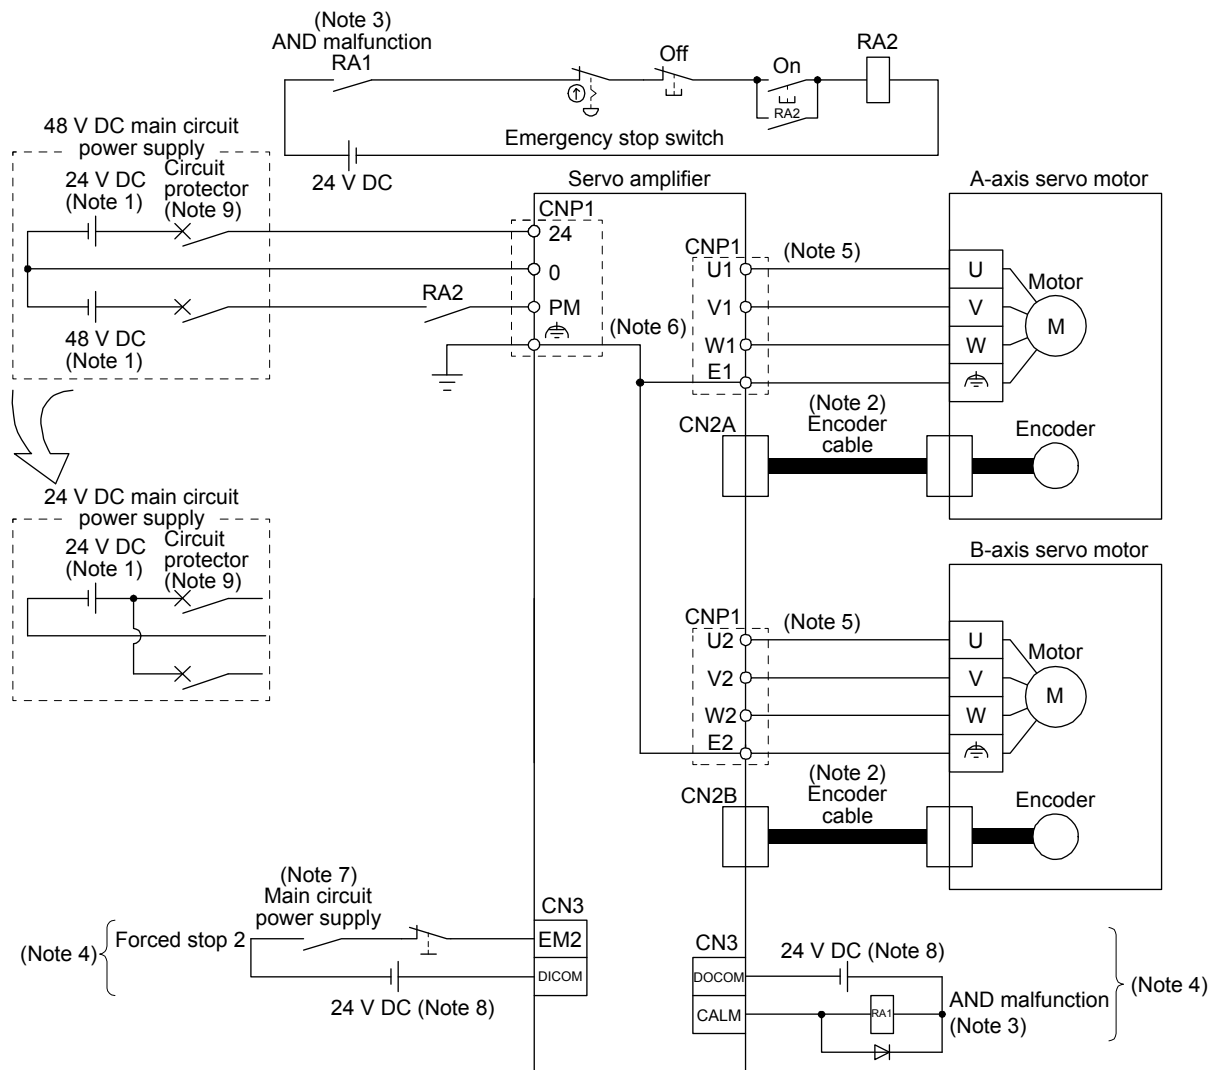 (Note 3)
AND malfunction
RA1
Off
On
RA2
RA2
Emergency stop switch
24 V DC
48 V DC main circuit
power supply
24 V DC
(Note 1)
Circuit
protector
(Note 9)
48 V DC
(Note 1)
RA2
24 V DC main circuit
power supply
24 V DC
(Note 1)
Circuit
protector
(Note 9)
Servo amplifier
CNP1
24
0
PM
(Note 6)
CNP1
U1
V1
W1
E1
(Note 5)
CN2A
(Note 2)
Encoder
cable
A-axis servo motor
U
V
W
Motor
M
Encoder
CNP1
U2
V2
W2
E2
(Note 5)
CN2B
(Note 2)
Encoder
cable
B-axis servo motor
U
V
W
Motor
M
Encoder
(Note 4)
Forced stop 2
(Note 7)
Main circuit
power supply
24 V DC (Note 8)
CN3
EM2
DICOM
CN3
DOCOM
CALM
24 V DC (Note 8)
RA1
AND malfunction
(Note 3)
(Note 4)